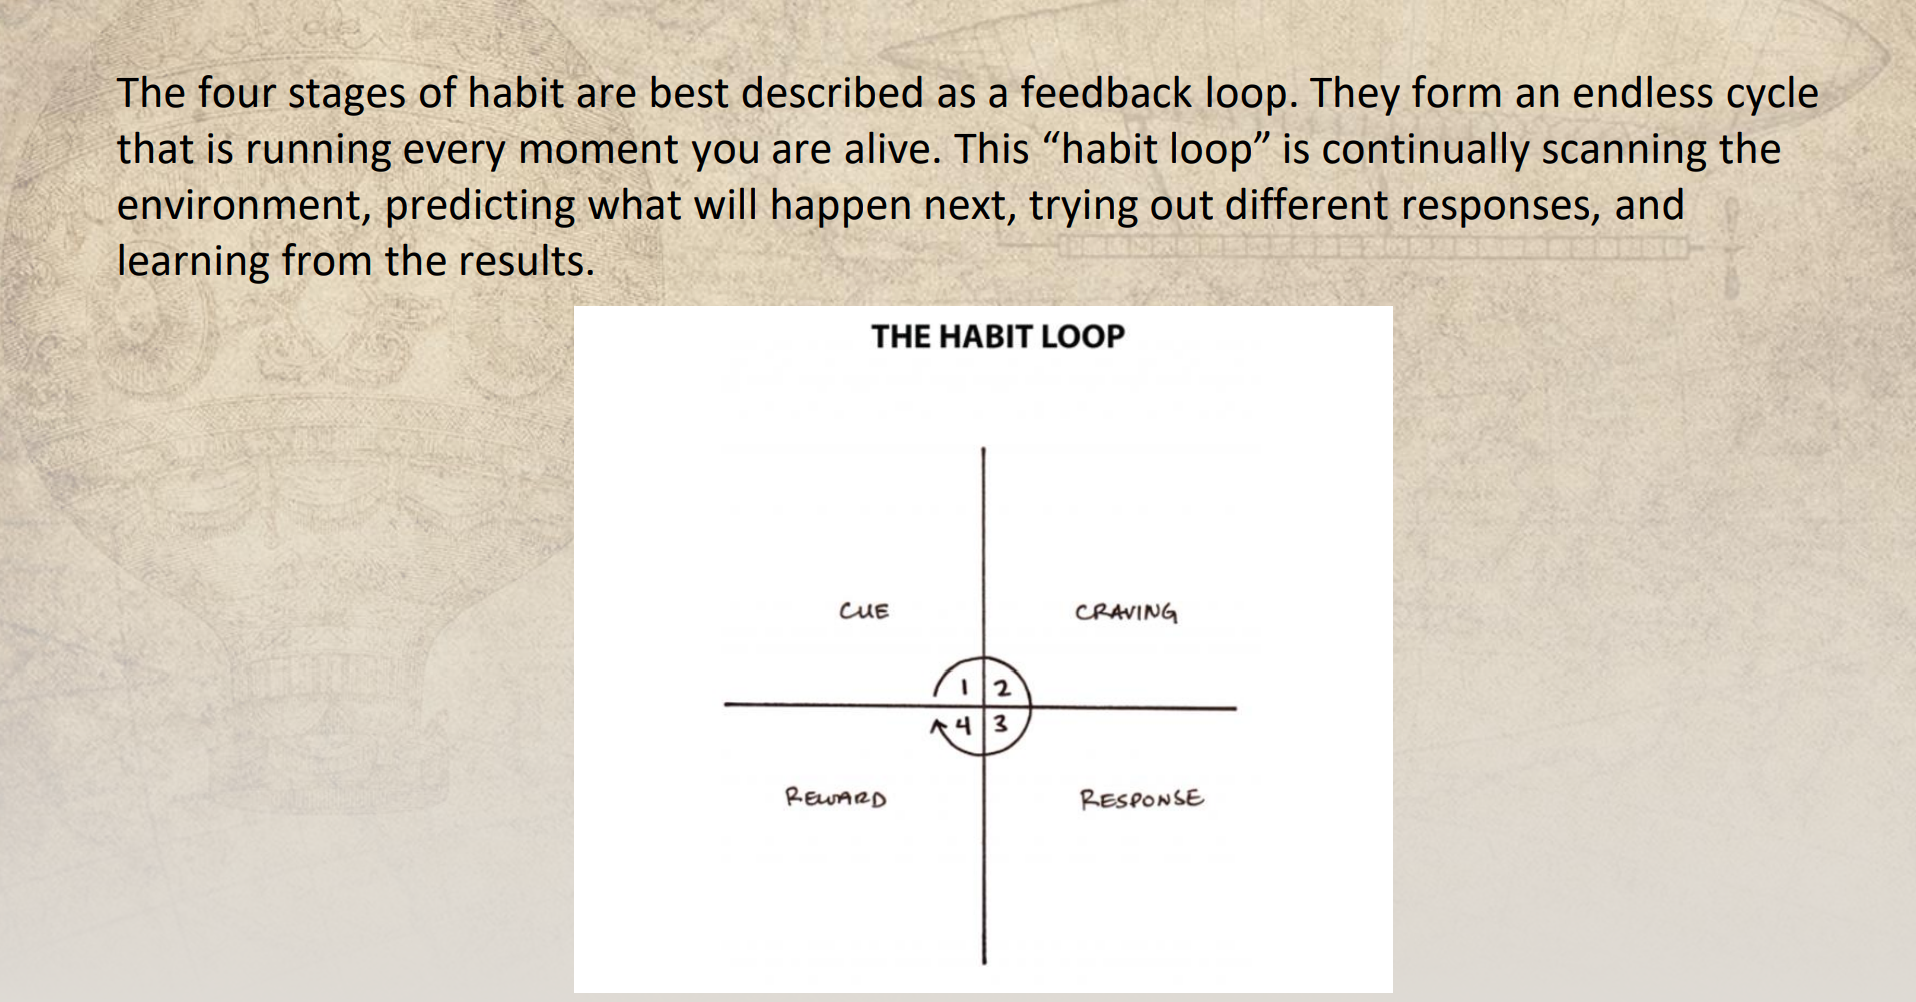 The four stages of habit are best described as a feedback loop. They form an endless cycle
that is running every moment you are alive. This “habit loop” is continually scanning the
environment, predicting what will happen next, trying out different responses, and
learning from the results.
THE HABIT LOOP
CUE
CRAVING
1 2
4 3
REWARD
RESPONSE